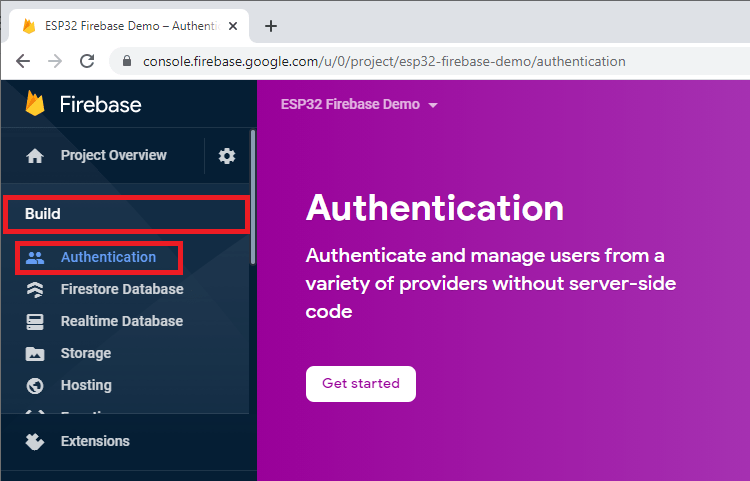 ESP32 Firebase Demo – Authentic
console.firebase.google.com/u/0/project/esp32-firebase-demo/authentication
Firebase
ESP32 Firebase Demo
Project Overview
Build
Authentication
Firestore Database
Realtime Database
Storage
Hosting
Extensions
Authentication
Authenticate and manage users from a
variety of providers without server-side
code
Get started